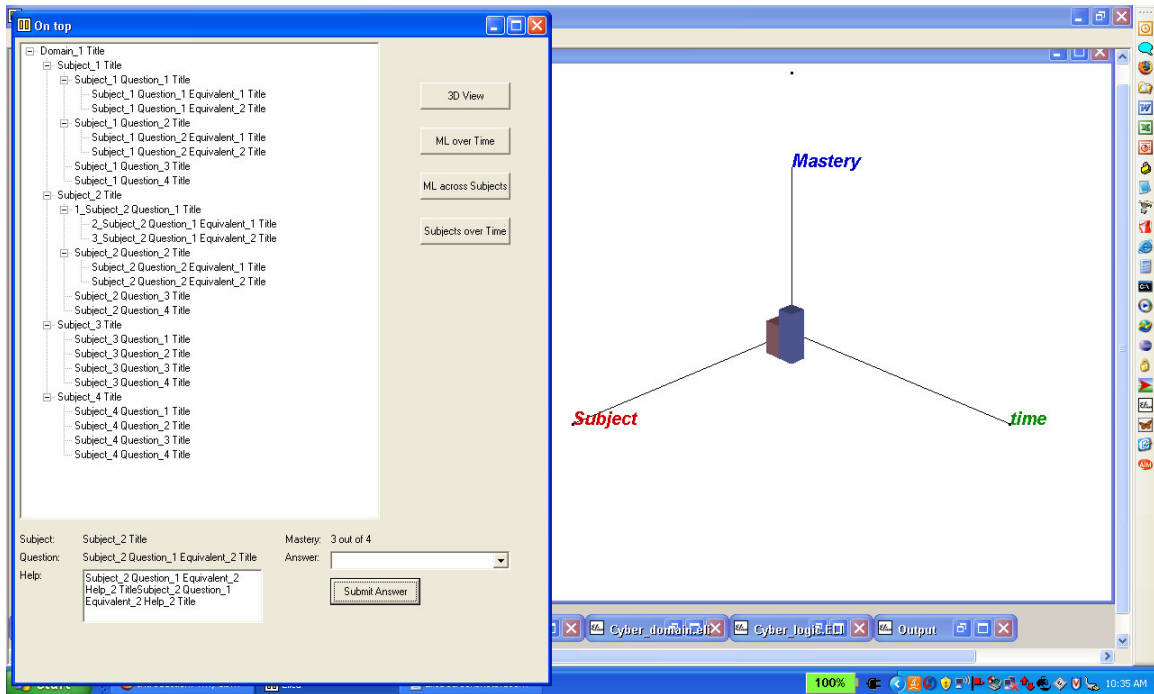 On top
Domain_1 Title
Subject_1 Title
Subject_1 Question_1 Title
Subject_1 Question_1 Equivalent_1 Title
Subject_1 Question_1 Equivalent_2 Title
Subject_1 Question_2 Title
Subject_1 Question_2 Equivalent_1 Title
Subject_1 Question_2 Equivalent_2 Title
Subject_1 Question_3 Title
Subject_1 Question_4 Title
Subject_2 Title
1_Subject_2 Question_1 Title
2_Subject_2 Question_1 Equivalent_1 Title
3_Subject_2 Question_1 Equivalent_2 Title
Subject_2 Question_2 Title
Subject_2 Question_2 Equivalent_1 Title
Subject_2 Question_2 Equivalent_2 Title
Subject_2 Question_3 Title
Subject_2 Question_4 Title
Subject_3 Title
Subject_3 Question_1 Title
Subject_3 Question_2 Title
Subject_3 Question_3 Title
Subject_3 Question_4 Title
Subject_4 Title
Subject_4 Question_1 Title
Subject_4 Question_2 Title
Subject_4 Question_3 Title
Subject_4 Question_4 Title
3D View
ML over Time
ML across Subjects
Subjects over Time
Mastery
Subject
time
Subject: Subject_2 Title
Mastery: 3 out of 4
Question: Subject_2 Question_1 Equivalent_2 Title
Answer:
Help: Subject_2 Question_1 Equivalent_2
Help_2 TitleSubject_2 Question_1
Equivalent_2 Help_2 Title
Submit Answer
Cyber_domain.eli
Cyber_logic.ELI
Output
100%
10:35 AM